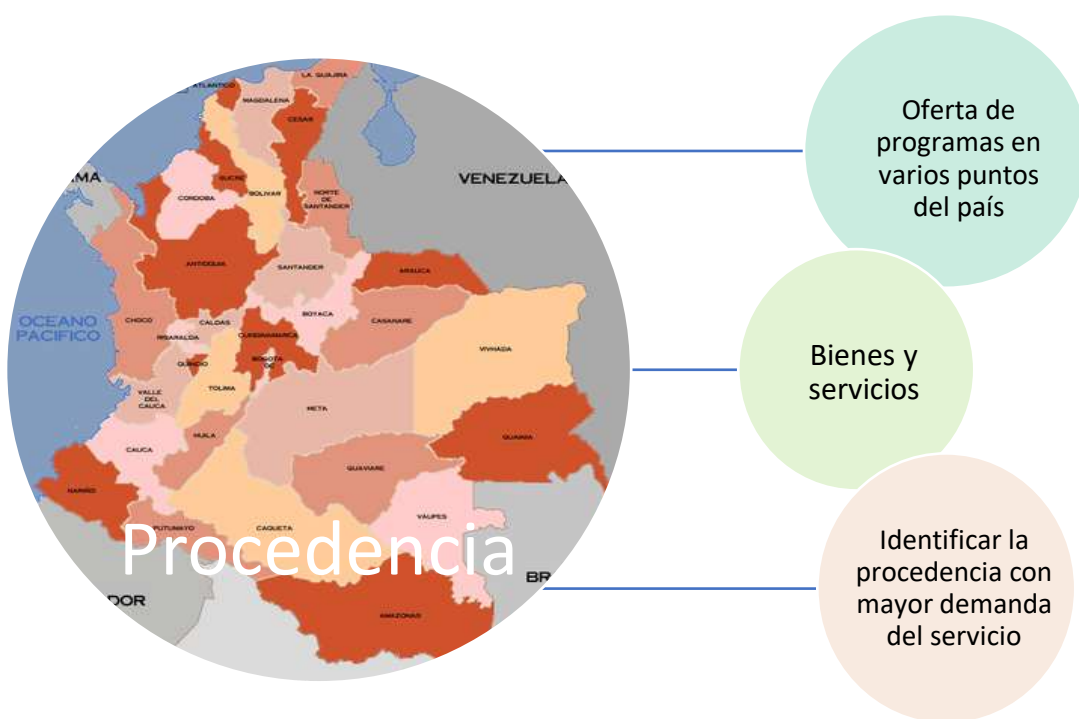 LA GUAJIRA
ATLANTICO
MAGDALENA
CESAR
MA
SUCRE
CORDOBA
BOLIVAR
NORTE
DE
SANTANDER
VENEZUELA
ANTIOQUIA
SANTANDER
ARAUCA
OCEANO
PACIFICO
CHOCO
CALDAS
BOYACA
CASANARE
RISARALDA
CUNDINAMARCA
VIVHADA
QUINDIO
BOGOTA
DC
TOLIMA
VALLE
DEL
CAUCA
META
CAUCA
HUILA
GUAINIA
GUAVIARE
NARIÑO
VAUPES
PUTUMAYO
CAQUETA
Procedencia
BR
DOR
AMAZONAS
Oferta de
programas en
varios puntos
del país
Bienes y
servicios
Identificar la
procedencia con
mayor demanda
del servicio